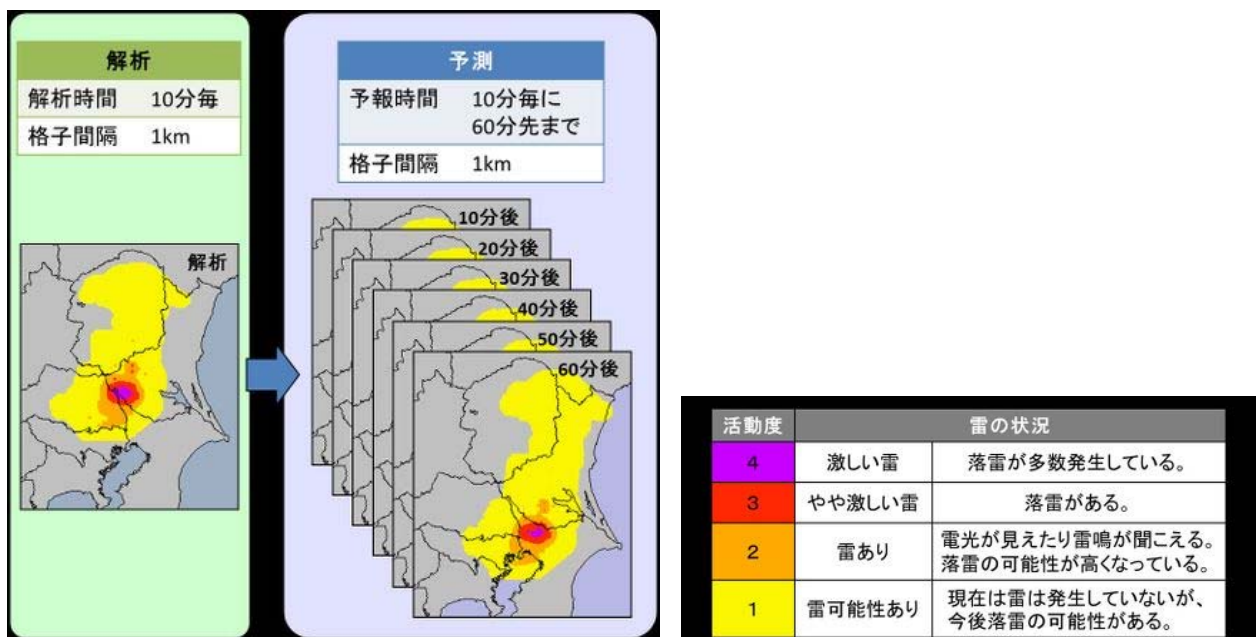 解析
解析時間 10分毎
格子間隔 1km
解析
予測
予報時間 10分毎に
60分先まで
格子間隔 1km
10分後
20分後
30分後
40分後
50分後
60分後
活動度 雷の状況
4 激しい雷 落雷が多数発生している。
3 やや激しい雷 落雷がある。
2 雷あり 電光が見えたり雷鳴が聞こえる。
落雷の可能性が高くなっている。
1 雷可能性あり 現在は雷は発生していないが、
今後落雷の可能性がある。